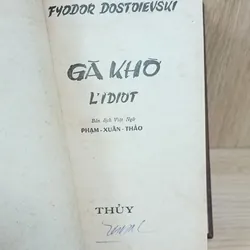 FYODOR DOSTOIEVSKI
GÃ KHỜ
L'IDIOT
Bản dịch Việt Ngữ
PHẠM-XUÂN-THẢO
THỦY